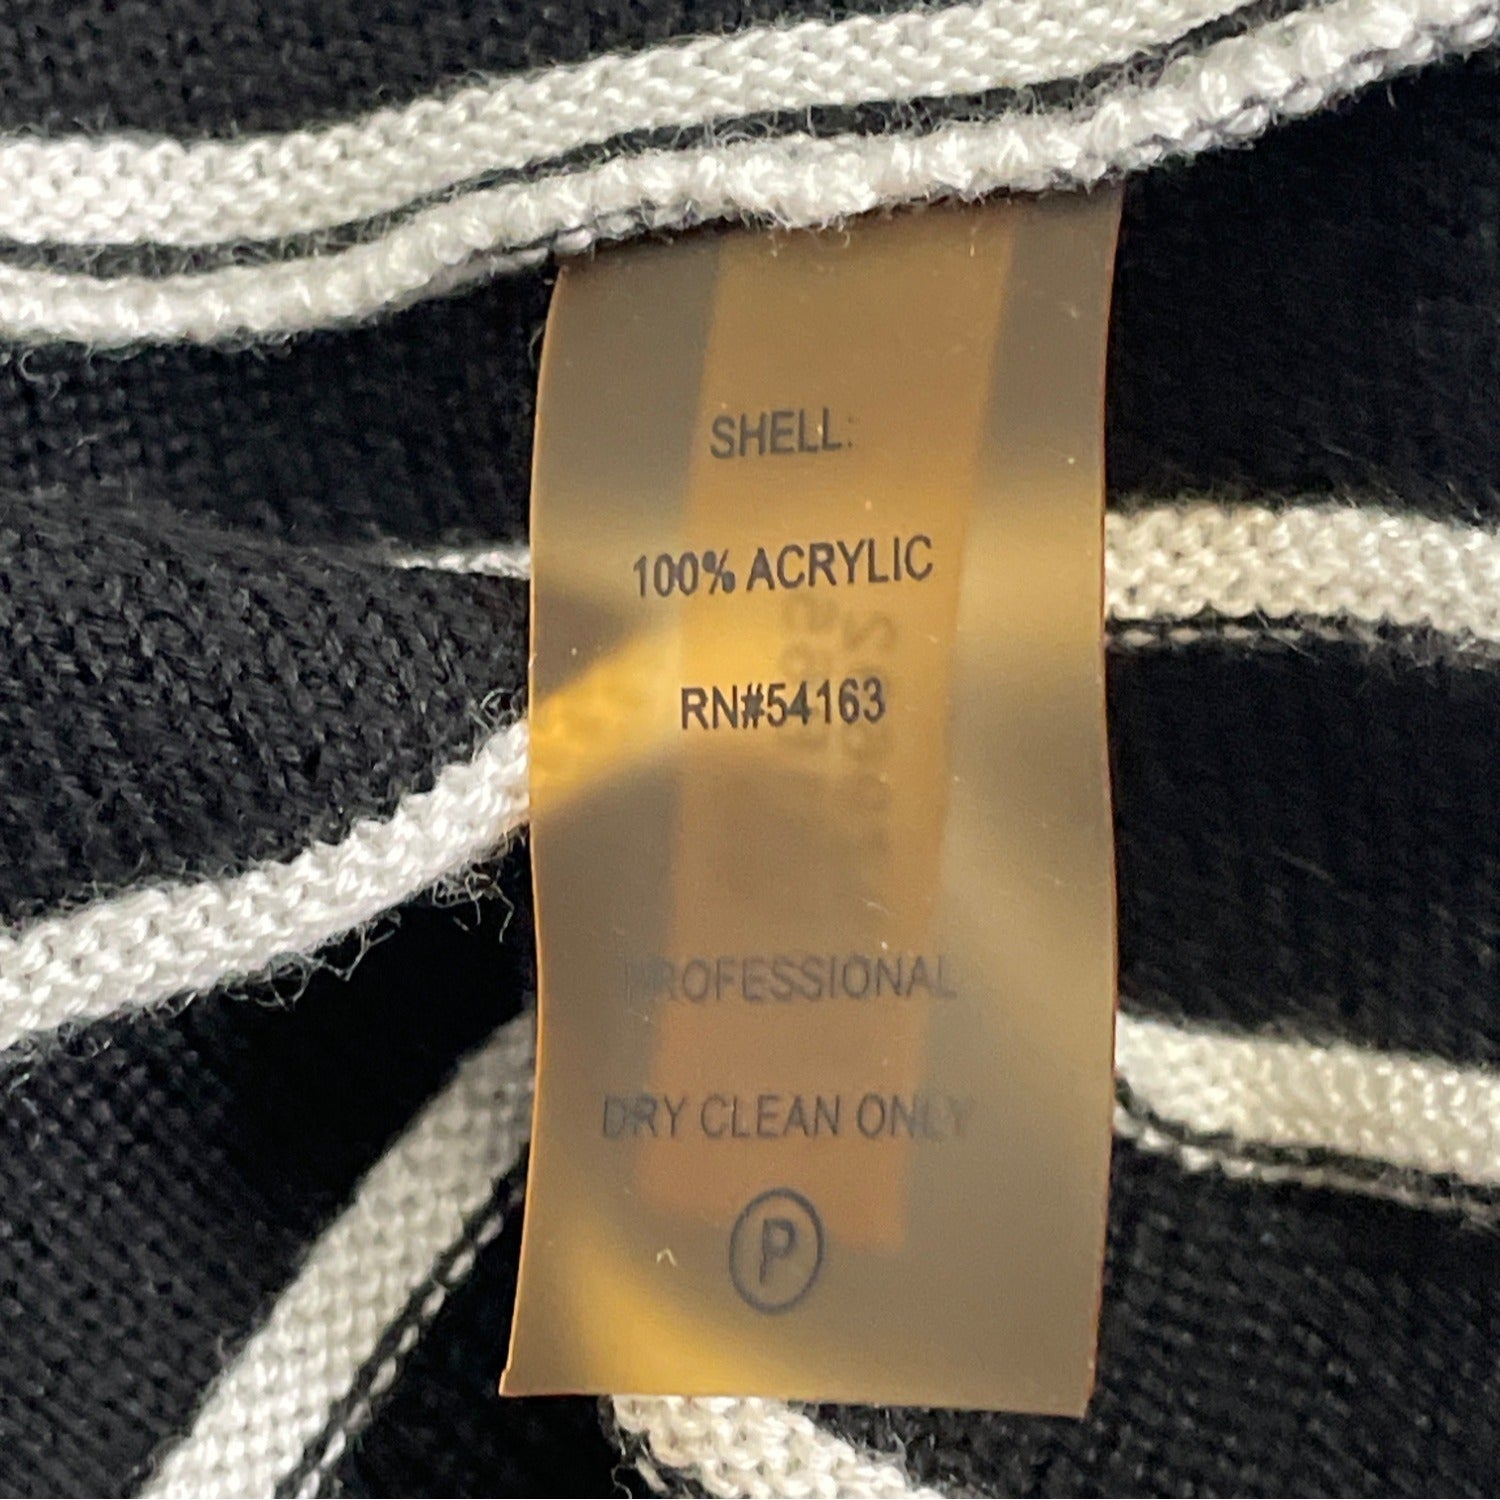 SHELL:
100% ACRYLIC
RN#54163
PROFESSIONAL
DRY CLEAN ONLY
P